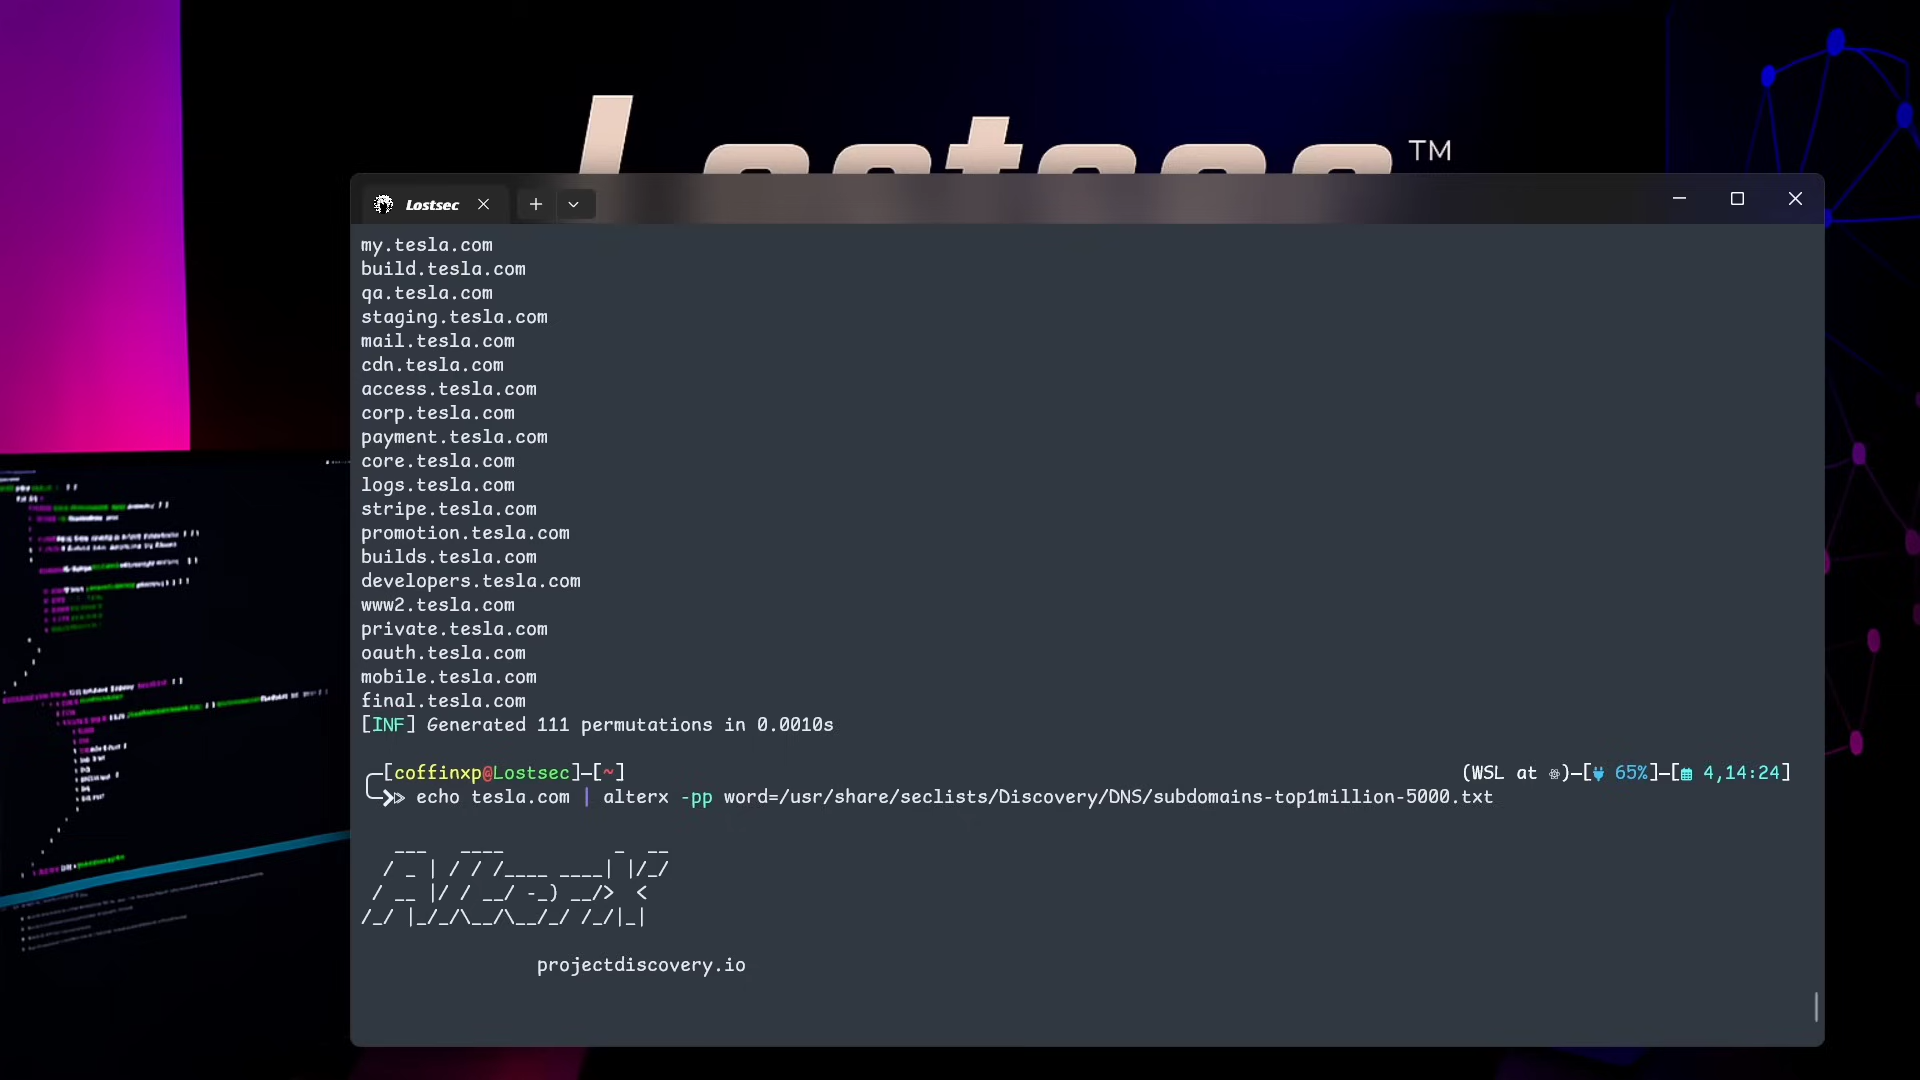 TM
Lostsec
my.tesla.com
build.tesla.com
qa.tesla.com
staging.tesla.com
mail.tesla.com
cdn.tesla.com
access.tesla.com
corp.tesla.com
payment.tesla.com
core.tesla.com
logs.tesla.com
stripe.tesla.com
promotion.tesla.com
builds.tesla.com
developers.tesla.com
www2.tesla.com
private.tesla.com
oauth.tesla.com
mobile.tesla.com
final.tesla.com
[INF] Generated 111 permutations in 0.0010s
[coffinxp@Lostsec]-[~] (WSL at )-[65%]-[4,14:24]
echo tesla.com | alterx -pp word=/usr/share/seclists/Discovery/DNS/subdomains-top1million-5000.txt
projectdiscovery.io